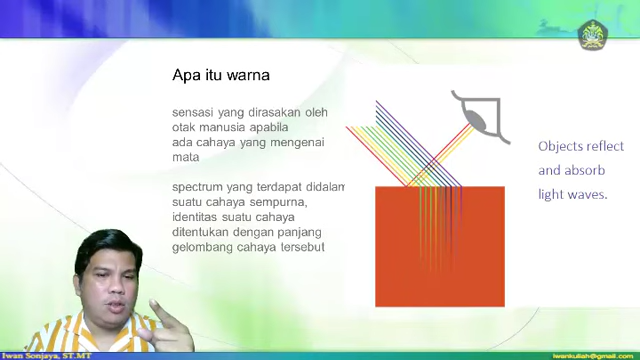 Apa itu warna
sensasi yang dirasakan oleh
otak manusia apabila
ada cahaya yang mengenai
mata
spectrum yang terdapat didalam
suatu cahaya sempurna,
identitas suatu cahaya
ditentukan dengan panjang
gelombang cahaya tersebut
Objects reflect
and absorb
light waves.
Iwan Sonjaya, ST.MT
iwankuliah@gmail.com